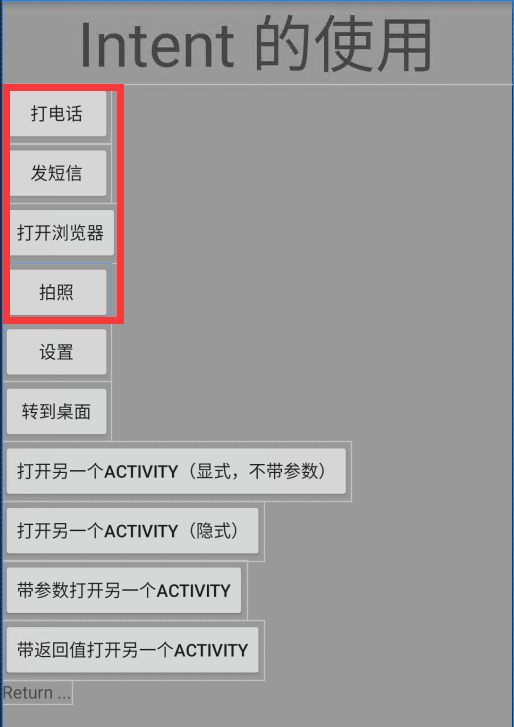 Intent 的使用
打电话
发短信
打开浏览器
拍照
设置
转到桌面
打开另一个ACTIVITY（显式，不带参数）
打开另一个ACTIVITY（隐式）
带参数打开另一个ACTIVITY
带返回值打开另一个ACTIVITY
Return ...